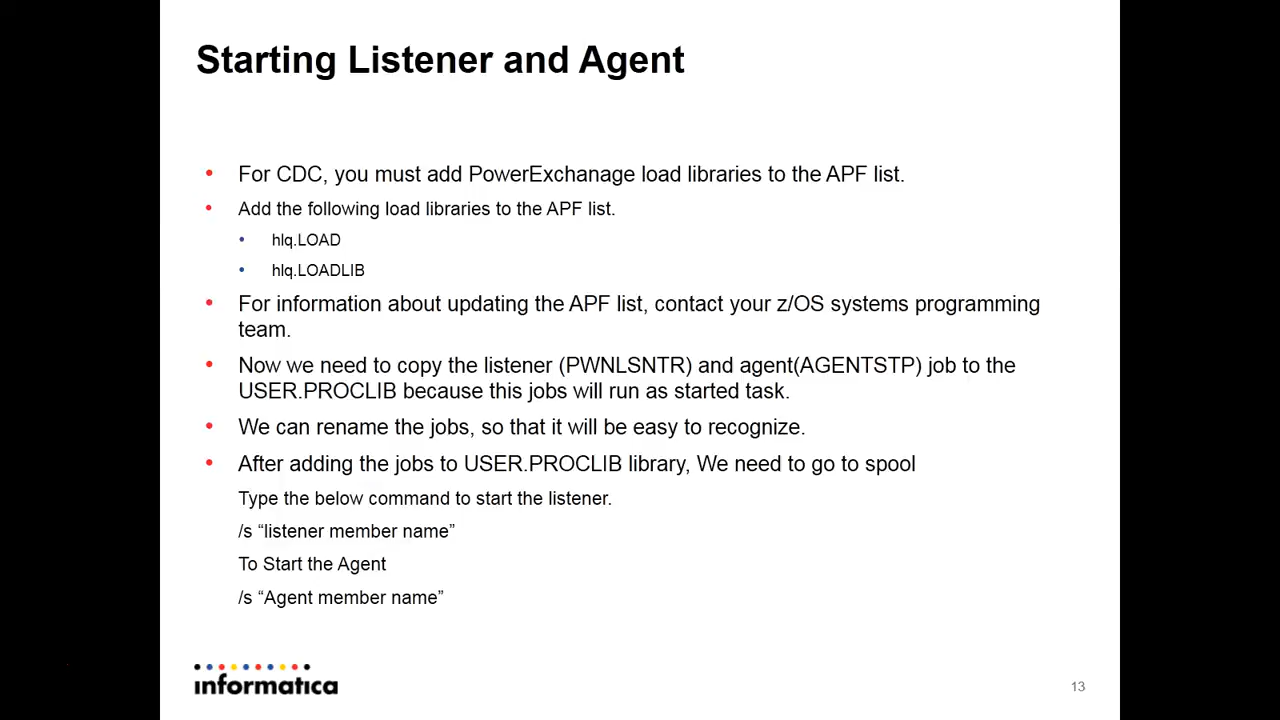 Starting Listener and Agent
• For CDC, you must add PowerExchanage load libraries to the APF list.
• Add the following load libraries to the APF list.
• hlq.LOAD
• hlq.LOADLIB
• For information about updating the APF list, contact your z/OS systems programming
team.
• Now we need to copy the listener (PWNLSNTR) and agent(AGENTSTP) job to the
USER.PROCLIB because this jobs will run as started task.
• We can rename the jobs, so that it will be easy to recognize.
• After adding the jobs to USER.PROCLIB library, We need to go to spool
Type the below command to start the listener.
/s “listener member name”
To Start the Agent
/s “Agent member name”
informatica
13